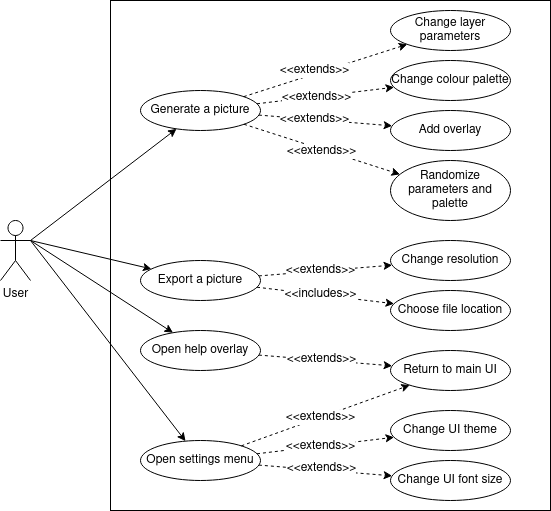 Change layer
parameters
<<extends>>
Change colour palette
<<extends>>
Generate a picture
<<extends>>
Add overlay
<<extends>>
Randomize
parameters and
palette
User
Export a picture
<<extends>>
Change resolution
<<includes>>
Choose file location
Open help overlay
<<extends>>
Return to main UI
<<extends>>
Change UI theme
<<extends>>
Open settings menu
<<extends>>
Change UI font size